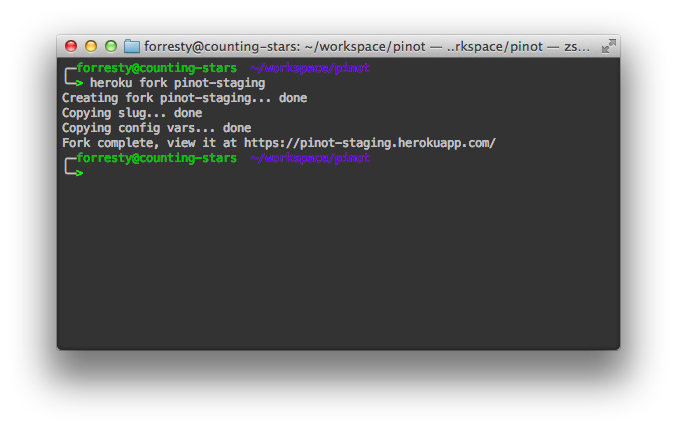 forresty@counting-stars: ~/workspace/pinot — ..rkspace/pinot — zs...
╭─forresty@counting-stars ~/workspace/pinot
╰─> heroku fork pinot-staging
Creating fork pinot-staging... done
Copying slug... done
Copying config vars... done
Fork complete, view it at https://pinot-staging.herokuapp.com/
╭─forresty@counting-stars ~/workspace/pinot
╰─>